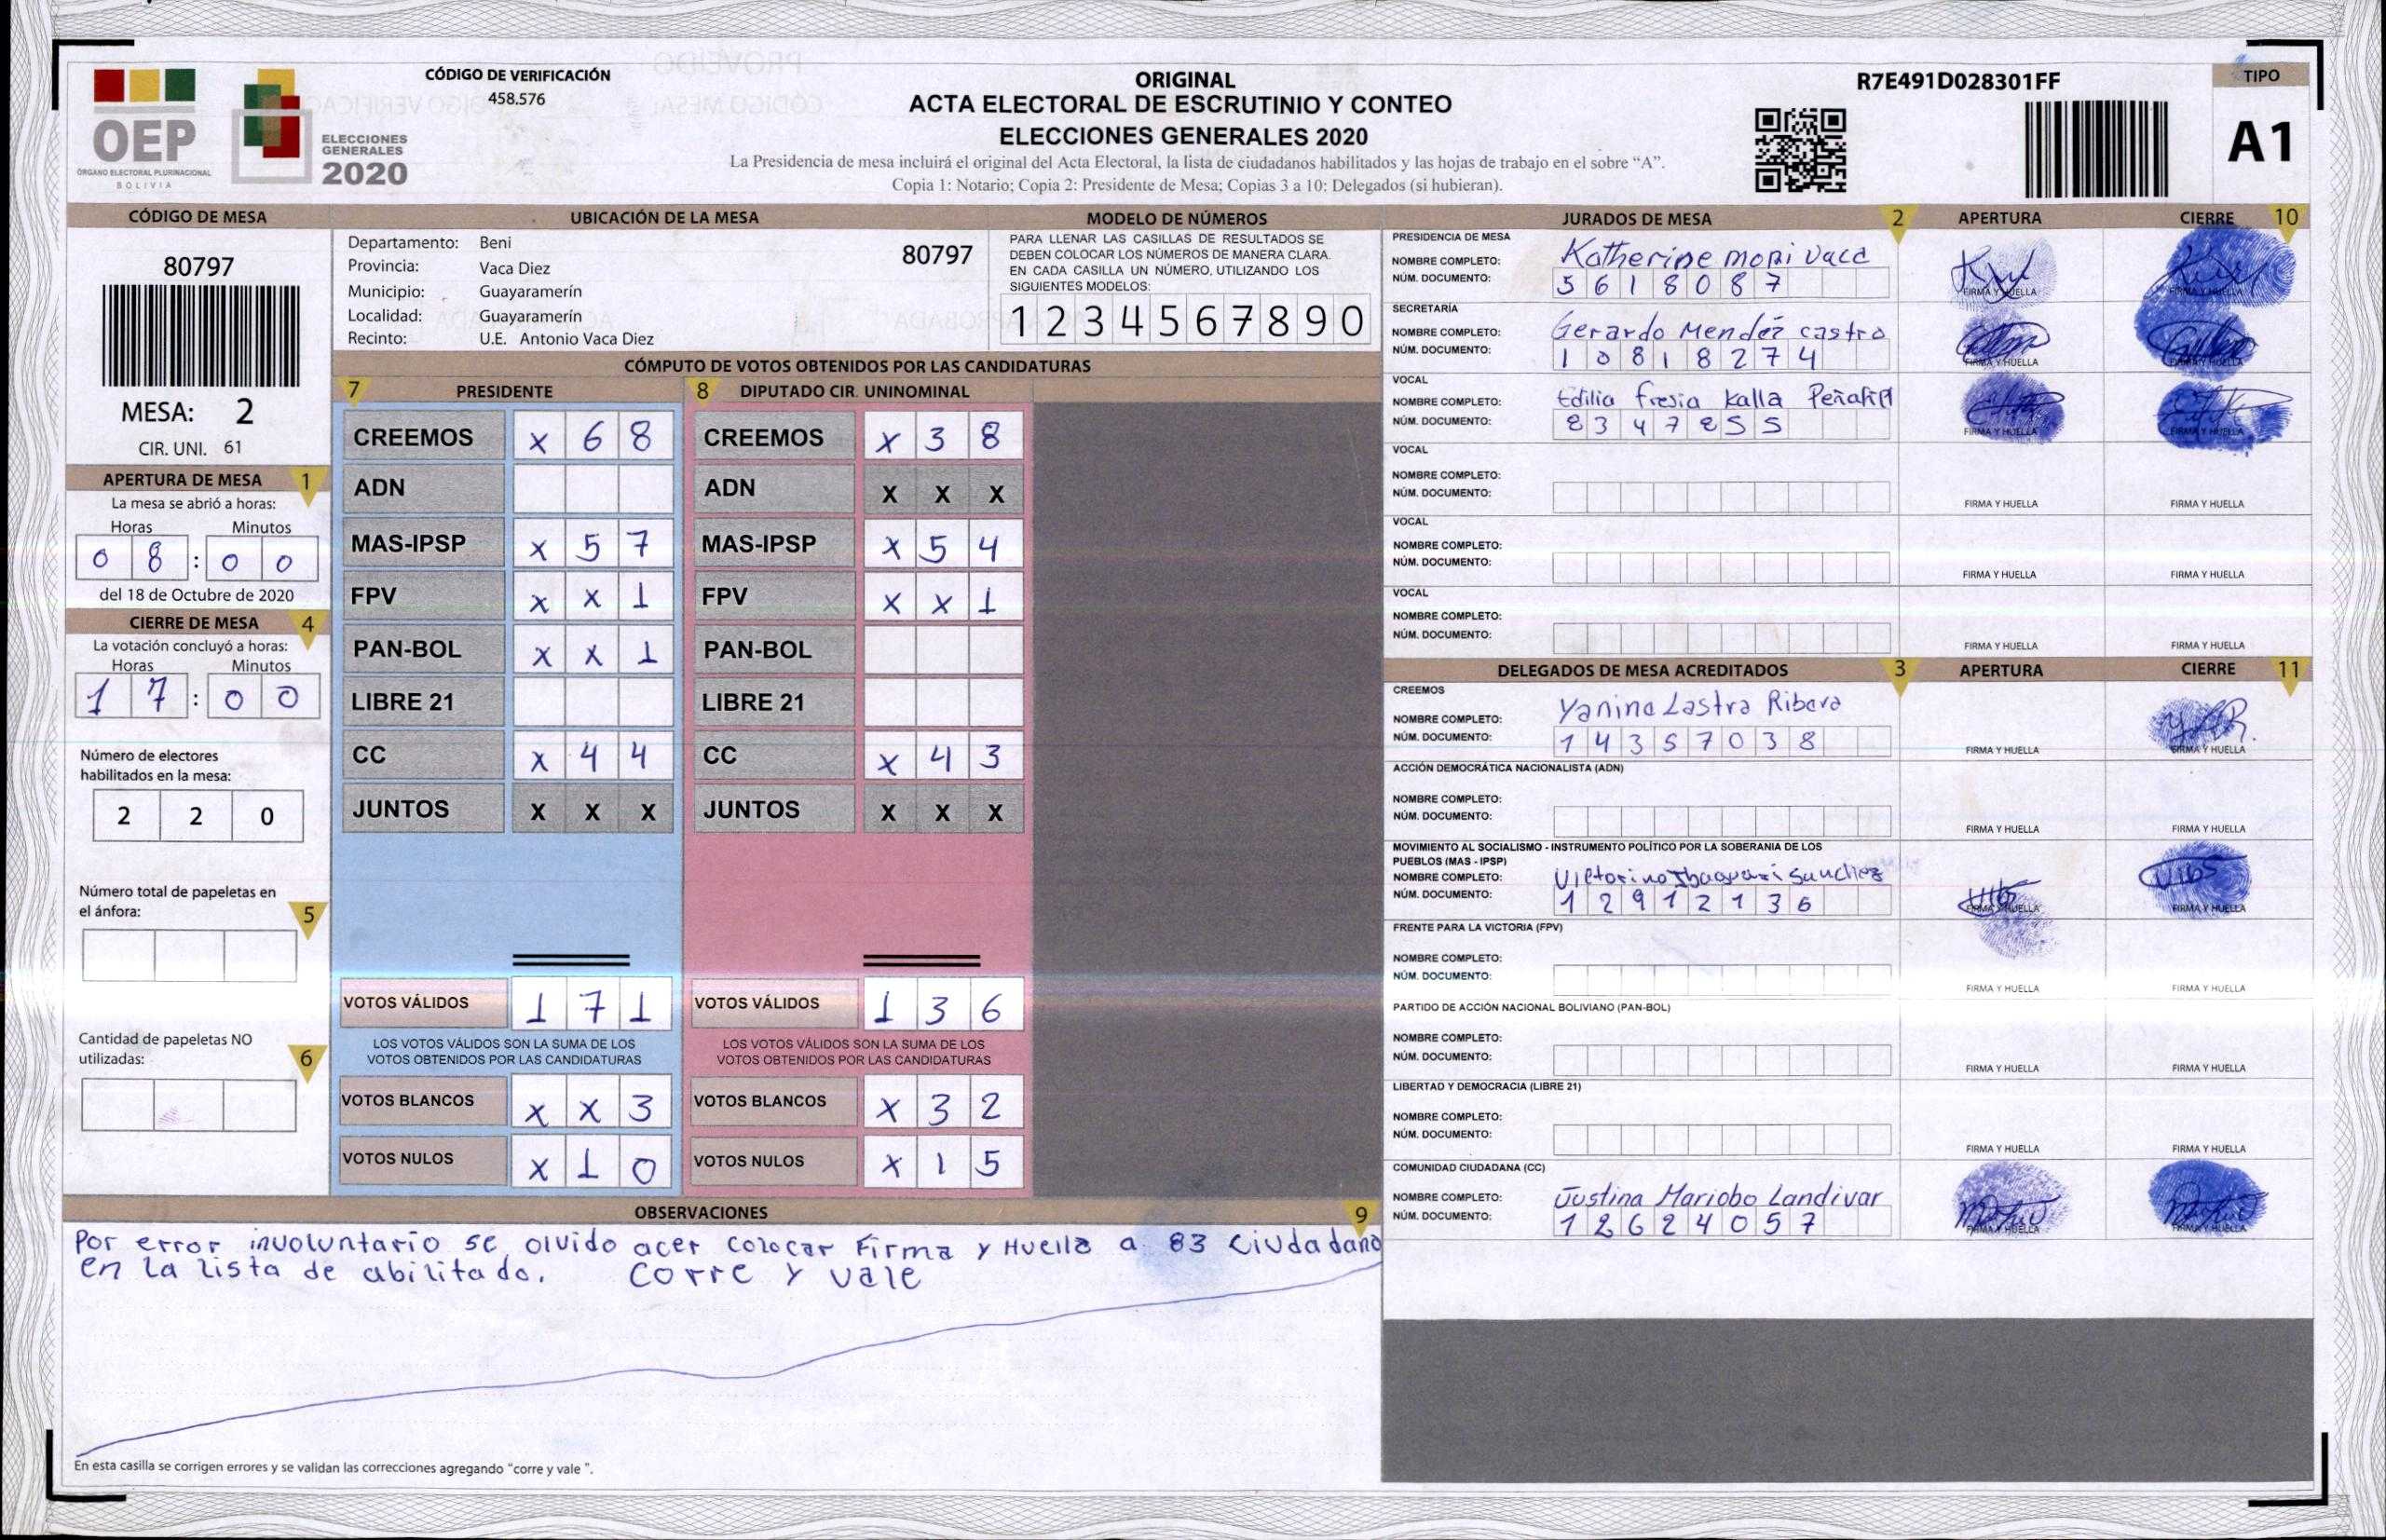 CÓDIGO DE VERIFICACIÓN
458.576
OEP
ÓRGANO ELECTORAL PLURINACIONAL
BOLIVIA
ELECCIONES
GENERALES
2020
ORIGINAL
ACTA ELECTORAL DE ESCRUTINIO Y CONTEO
ELECCIONES GENERALES 2020
La Presidencia de mesa incluirá el original del Acta Electoral, la lista de ciudadanos habilitados y las hojas de trabajo en el sobre “A”.
Copia 1: Notario; Copia 2: Presidente de Mesa; Copias 3 a 10: Delegados (si hubieran).
R7E491D028301FF
TIPO
A1
CÓDIGO DE MESA
80797
MESA: 2
CIR. UNI. 61
APERTURA DE MESA 1
La mesa se abrió a horas:
Horas Minutos
0 8 : 0 0
del 18 de Octubre de 2020
CIERRE DE MESA 4
La votación concluyó a horas:
Horas Minutos
1 7 : 0 0
Número de electores
habilitados en la mesa:
2 2 0
Número total de papeletas en
el ánfora: 5
Cantidad de papeletas NO
utilizadas: 6
UBICACIÓN DE LA MESA
Departamento: Beni 80797
Provincia: Vaca Diez
Municipio: Guayaramerín
Localidad: Guayaramerín
Recinto: U.E. Antonio Vaca Diez
MODELO DE NÚMEROS
PARA LLENAR LAS CASILLAS DE RESULTADOS SE
DEBEN COLOCAR LOS NÚMEROS DE MANERA CLARA.
EN CADA CASILLA UN NÚMERO, UTILIZANDO LOS
SIGUIENTES MODELOS:
1 2 3 4 5 6 7 8 9 0
CÓMPUTO DE VOTOS OBTENIDOS POR LAS CANDIDATURAS
7 PRESIDENTE
CREEMOS x 6 8
ADN
MAS-IPSP x 5 7
FPV x x 1
PAN-BOL x x 1
LIBRE 21
CC x 4 4
JUNTOS X X X
VOTOS VÁLIDOS 1 7 1
LOS VOTOS VÁLIDOS SON LA SUMA DE LOS
VOTOS OBTENIDOS POR LAS CANDIDATURAS
VOTOS BLANCOS x x 3
VOTOS NULOS x 1 0
8 DIPUTADO CIR. UNINOMINAL
CREEMOS x 3 8
ADN X X X
MAS-IPSP x 5 4
FPV x x 1
PAN-BOL
LIBRE 21
CC x 4 3
JUNTOS X X X
VOTOS VÁLIDOS 1 3 6
LOS VOTOS VÁLIDOS SON LA SUMA DE LOS
VOTOS OBTENIDOS POR LAS CANDIDATURAS
VOTOS BLANCOS x 3 2
VOTOS NULOS x 1 5
OBSERVACIONES 9
Por error involuntario se olvido acer colocar Firma y Huella a 83 ciudadano
en la lista de abilitado. corre y vale
En esta casilla se corrigen errores y se validan las correcciones agregando “corre y vale ”.
JURADOS DE MESA 2 APERTURA CIERRE 10
PRESIDENCIA DE MESA
NOMBRE COMPLETO: Katherine mori vaca
NÚM. DOCUMENTO: 5 6 1 8 0 8 7
FIRMA Y HUELLA FIRMA Y HUELLA
SECRETARÍA
NOMBRE COMPLETO: Gerardo Mendez castro
NÚM. DOCUMENTO: 1 0 8 1 8 2 7 4
FIRMA Y HUELLA FIRMA Y HUELLA
VOCAL
NOMBRE COMPLETO: Edilia Fresia Kalla
NÚM. DOCUMENTO:
FIRMA Y HUELLA FIRMA Y HUELLA
VOCAL
NOMBRE COMPLETO:
NÚM. DOCUMENTO:
FIRMA Y HUELLA FIRMA Y HUELLA
VOCAL
NOMBRE COMPLETO:
NÚM. DOCUMENTO:
FIRMA Y HUELLA FIRMA Y HUELLA
VOCAL
NOMBRE COMPLETO:
NÚM. DOCUMENTO:
FIRMA Y HUELLA FIRMA Y HUELLA
DELEGADOS DE MESA ACREDITADOS 3 APERTURA CIERRE 11
CREEMOS
NOMBRE COMPLETO: Yanina Lastra Ribera
NÚM. DOCUMENTO: 1 4 3 5 7 0 3 8
FIRMA Y HUELLA FIRMA Y HUELLA
ACCIÓN DEMOCRÁTICA NACIONALISTA (ADN)
NOMBRE COMPLETO:
NÚM. DOCUMENTO:
FIRMA Y HUELLA FIRMA Y HUELLA
MOVIMIENTO AL SOCIALISMO - INSTRUMENTO POLÍTICO POR LA SOBERANIA DE LOS
PUEBLOS (MAS - IPSP)
NOMBRE COMPLETO: Victorino Sanchez
NÚM. DOCUMENTO: 1 2 9 1 2 1 3 6
FIRMA Y HUELLA FIRMA Y HUELLA
FRENTE PARA LA VICTORIA (FPV)
NOMBRE COMPLETO:
NÚM. DOCUMENTO:
FIRMA Y HUELLA FIRMA Y HUELLA
PARTIDO DE ACCIÓN NACIONAL BOLIVIANO (PAN-BOL)
NOMBRE COMPLETO:
NÚM. DOCUMENTO:
FIRMA Y HUELLA FIRMA Y HUELLA
LIBERTAD Y DEMOCRACIA (LIBRE 21)
NOMBRE COMPLETO:
NÚM. DOCUMENTO:
FIRMA Y HUELLA FIRMA Y HUELLA
COMUNIDAD CIUDADANA (CC)
NOMBRE COMPLETO: Justina Mariobo Landivar
NÚM. DOCUMENTO: 1 2 6 2 4 0 5 7
FIRMA Y HUELLA FIRMA Y HUELLA